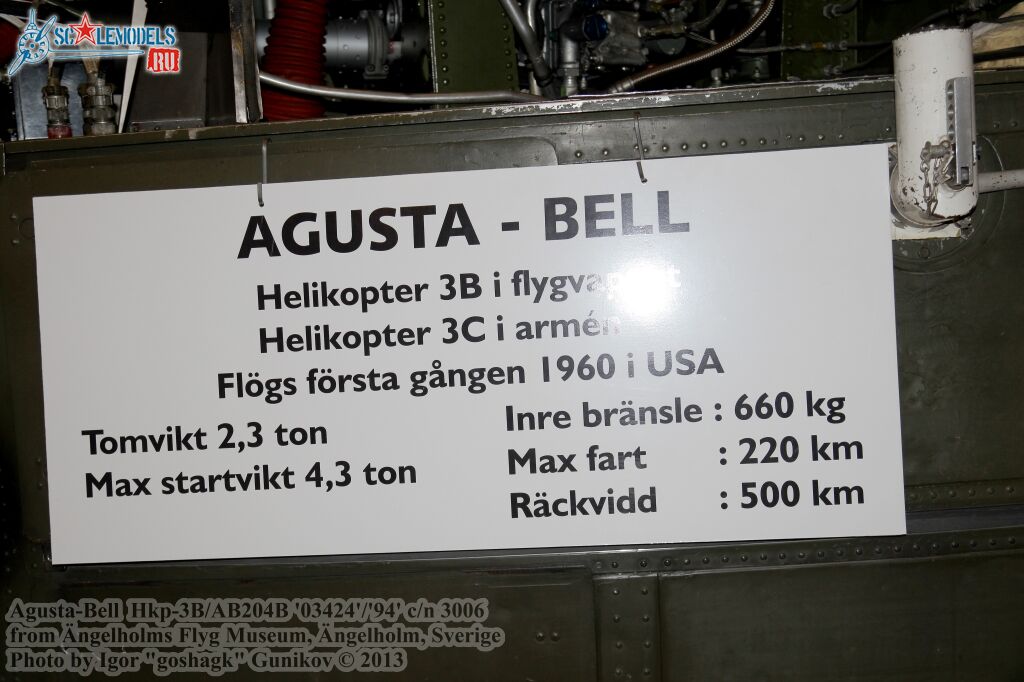 SCALEMODELS
RU
AGUSTA - BELL
Helikopter 3B i
Helikopter 3C i armén
Flögs första gången 1960 i USA
Tomvikt 2,3 ton
Max startvikt 4,3 ton
Inre bränsle : 660 kg
Max fart : 220 km
Räckvidd : 500 km
Agusta-Bell Hkp-3B/AB204B '03424'/'94' c/n 3006
from Ängelholms Flyg Museum, Ängelholm, Sverige
Photo by Igor "goshagk" Gunikov © 2013